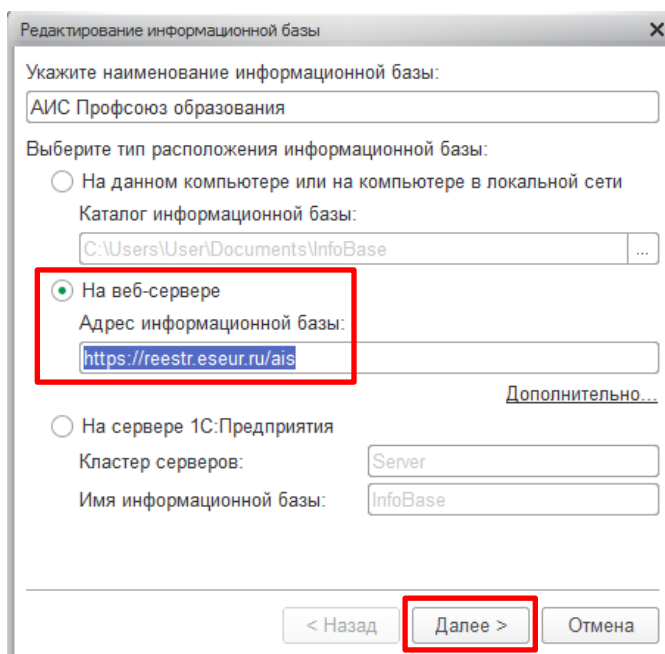 Редактирование информационной базы
Укажите наименование информационной базы:
АИС Профсоюз образования
Выберите тип расположения информационной базы:
На данном компьютере или на компьютере в локальной сети
Каталог информационной базы:
C:\Users\User\Documents\InfoBase ...
На веб-сервере
Адрес информационной базы:
https://reestr.eseur.ru/ais
Дополнительно...
На сервере 1С:Предприятия
Кластер серверов: Server
Имя информационной базы: InfoBase
< Назад Далее > Отмена